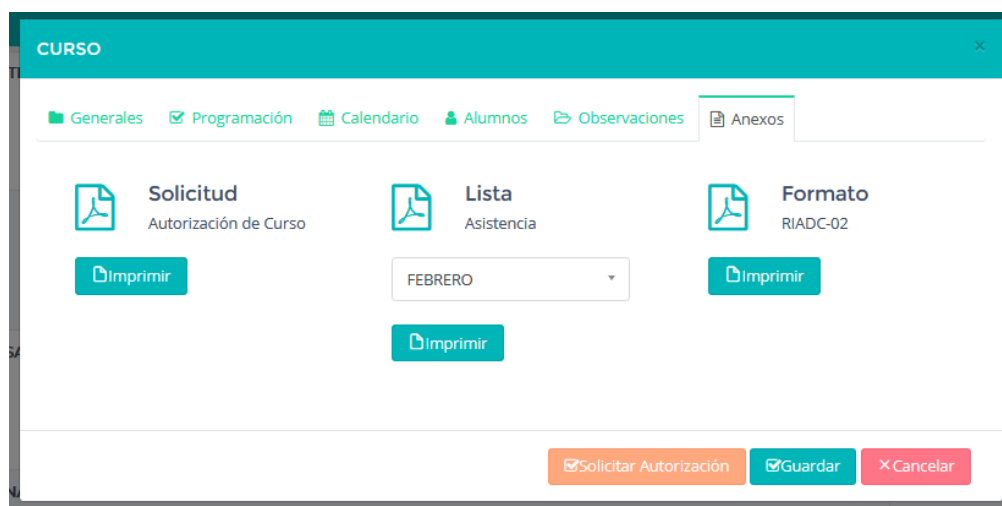 CURSO
×
Generales
Programación
Calendario
Alumnos
Observaciones
Anexos
Solicitud
Autorización de Curso
Imprimir
Lista
Asistencia
FEBRERO
Imprimir
Formato
RIADC-02
Imprimir
Solicitar Autorización
Guardar
×Cancelar